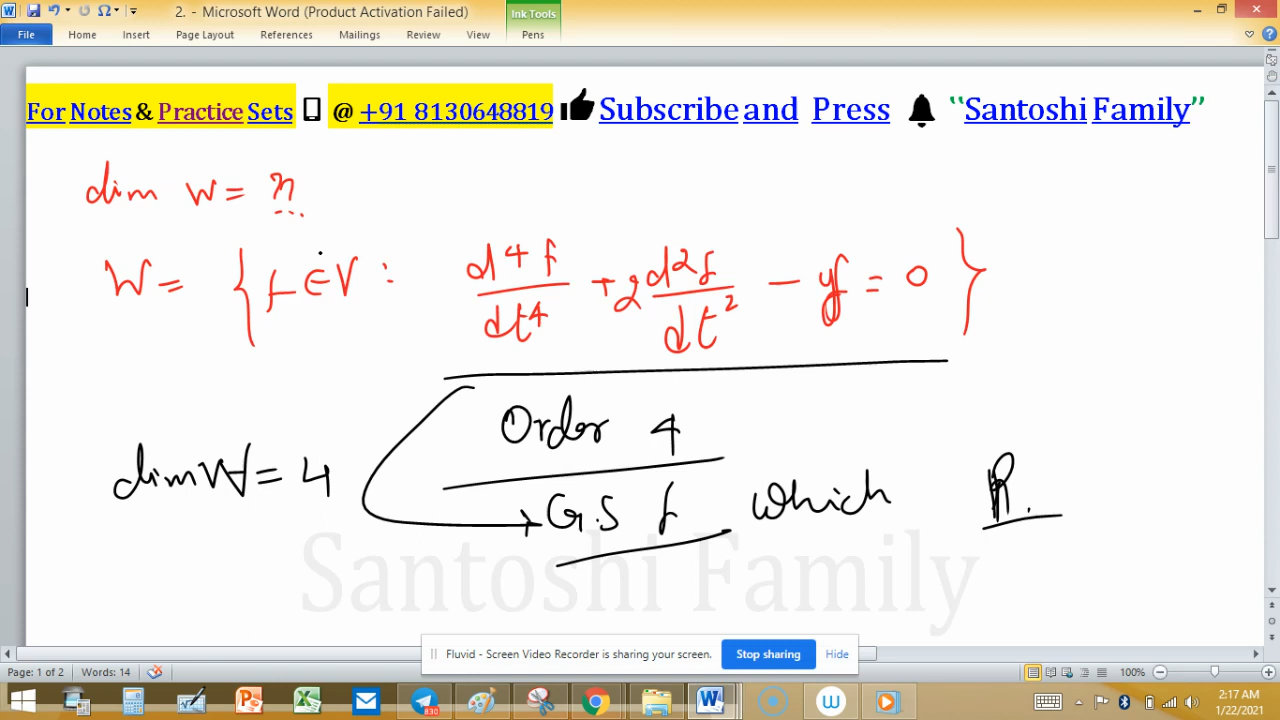 2. - Microsoft Word (Product Activation Failed)
Ink Tools
File Home Insert Page Layout References Mailings Review View Pens
For Notes & Practice Sets @ +91 8130648819 Subscribe and Press "Santoshi Family"
dim W = n
W = { f ∈ V : d⁴f/dt⁴ + 2 d²f/dt² - yf = 0 }
Order 4
dim W = 4
G.S f which R.
Santoshi Family
Fluvid - Screen Video Recorder is sharing your screen. Stop sharing Hide
Page: 1 of 2 Words: 14 100%
2:17 AM
1/22/2021